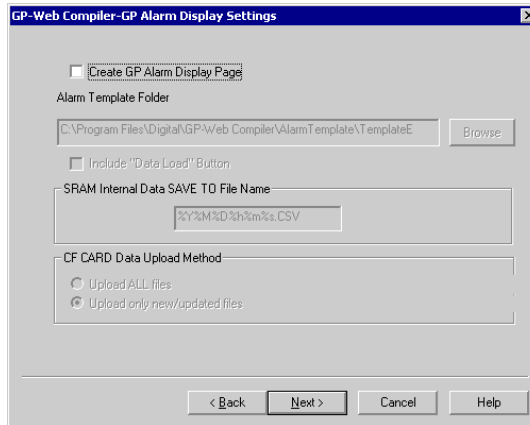 GP-Web Compiler-GP Alarm Display Settings
Create GP Alarm Display Page
Alarm Template Folder
C:\Program Files\Digital\GP-Web Compiler\AlarmTemplate\TemplateE
Browse
Include "Data Load" Button
SRAM Internal Data SAVE TO File Name
%Y%M%D%h%m%s.CSV
CF CARD Data Upload Method
Upload ALL files
Upload only new/updated files
< Back
Next >
Cancel
Help